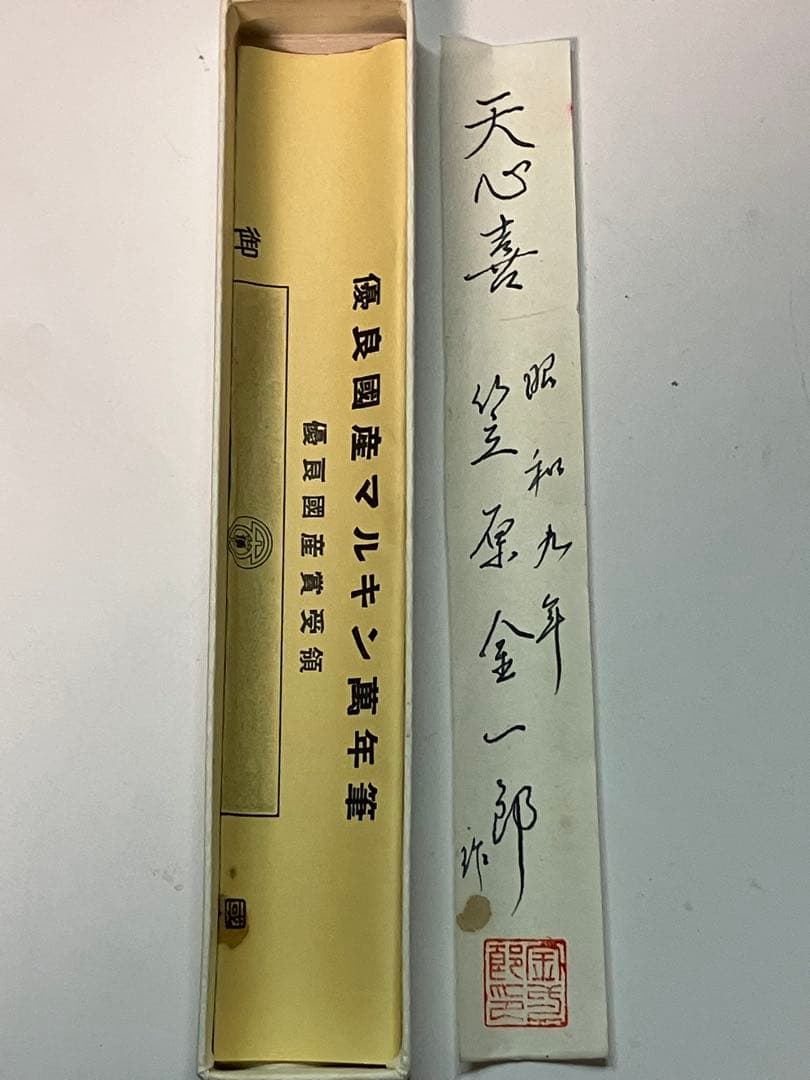 優良國産マルキン萬年筆
優良國産賞受領
御
國
天心喜
昭和九年
笠原金一郎
作